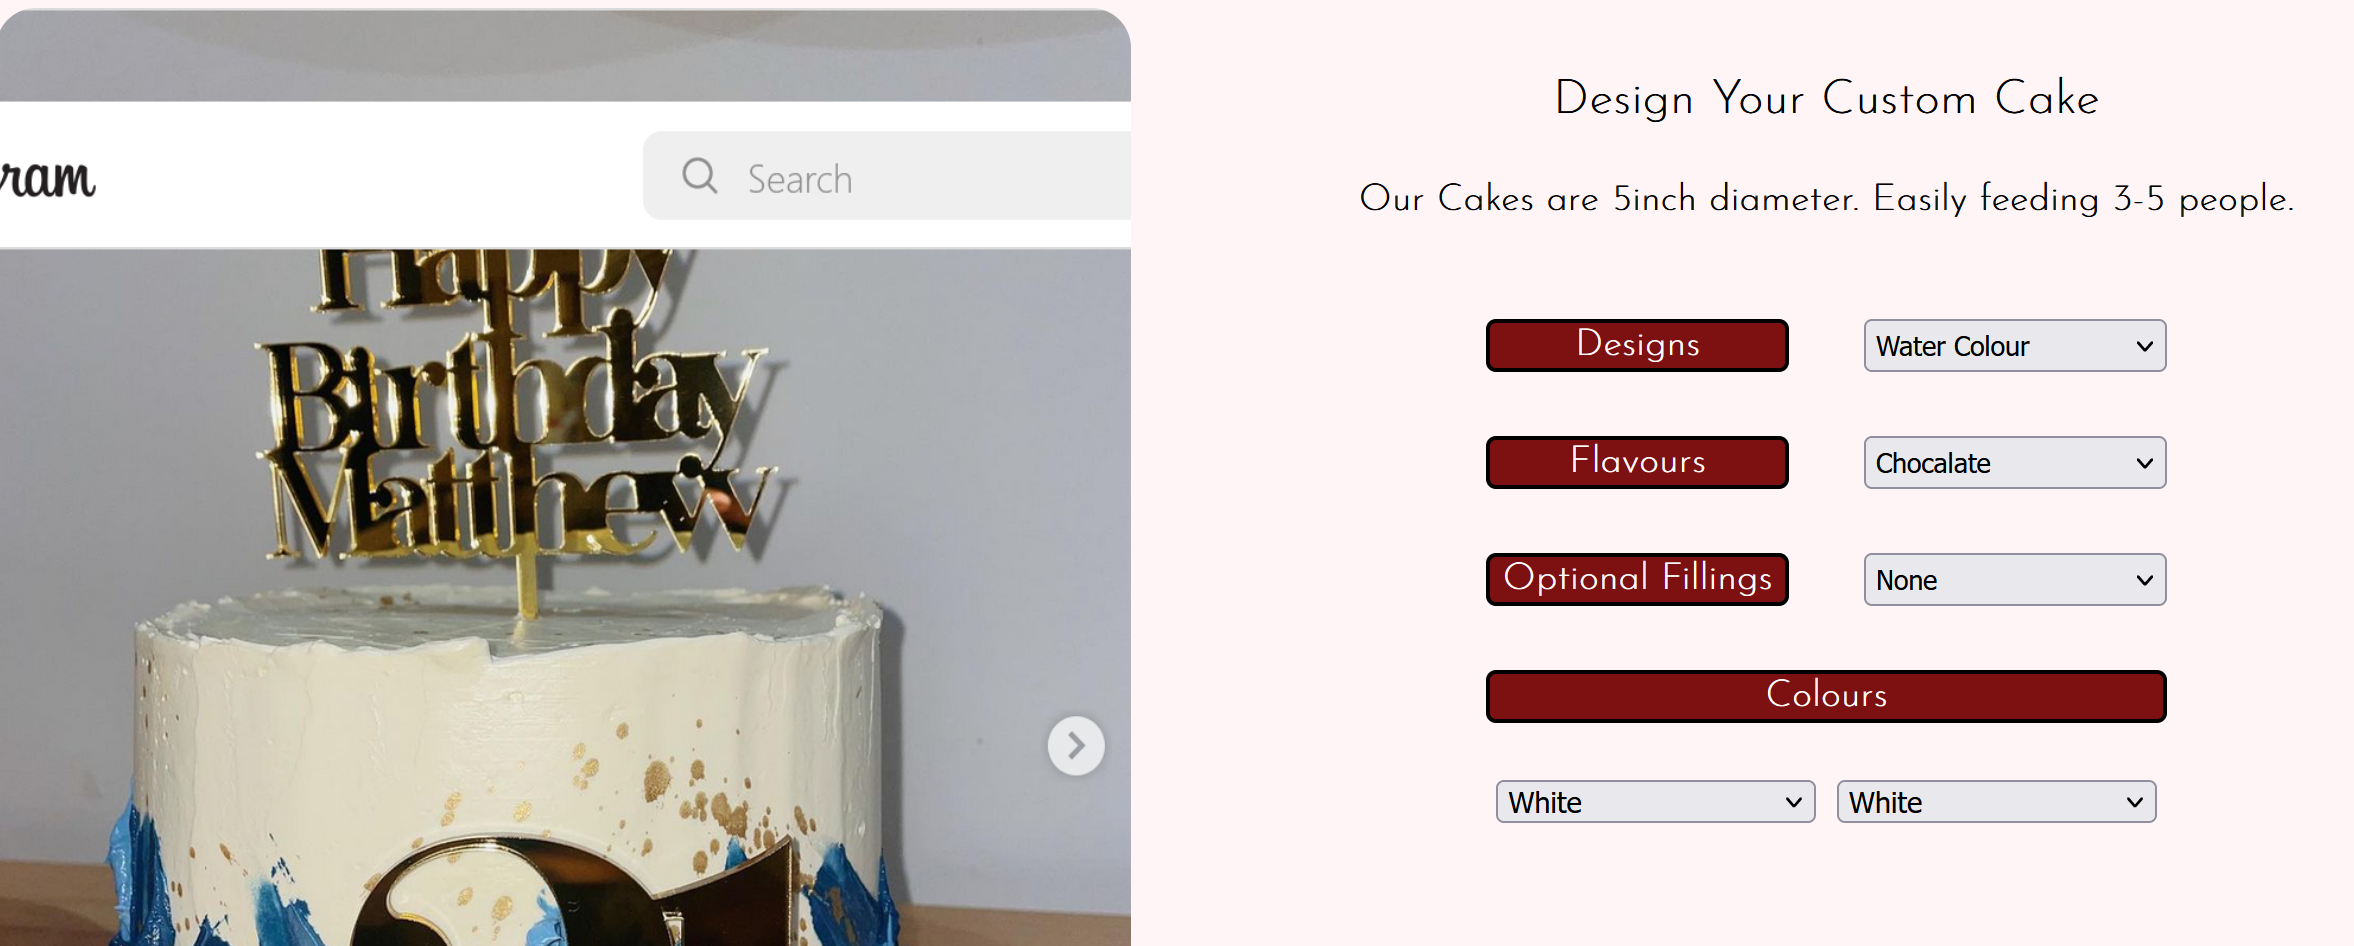 ram
Search
Happy
Birthday
Matthew
Design Your Custom Cake
Our Cakes are 5inch diameter. Easily feeding 3-5 people.
Designs
Water Colour
Flavours
Chocalate
Optional Fillings
None
Colours
White
White